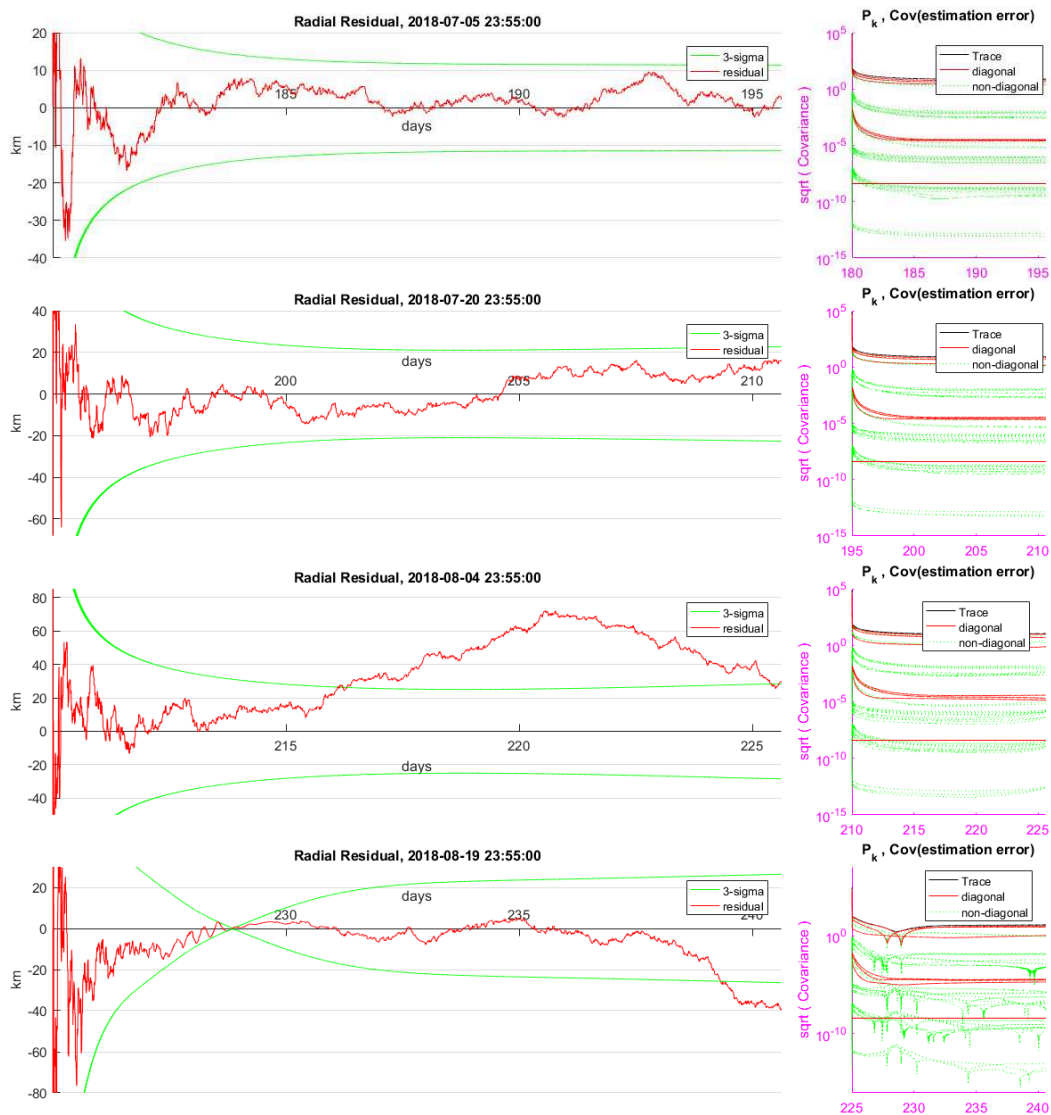 Radial Residual, 2018-07-05 23:55:00
20
10
0
-10
-20
-30
-40
km
185
190
195
days
3-sigma
residual
P_k , Cov(estimation error)
10^5
10^0
10^-5
10^-10
10^-15
sqrt ( Covariance )
180
185
190
195
Trace
diagonal
non-diagonal
Radial Residual, 2018-07-20 23:55:00
40
20
0
-20
-40
-60
km
days
200
205
210
3-sigma
residual
P_k , Cov(estimation error)
10^5
10^0
10^-5
10^-10
10^-15
sqrt ( Covariance )
195
200
205
210
Trace
diagonal
non-diagonal
Radial Residual, 2018-08-04 23:55:00
80
60
40
20
0
-20
-40
km
215
220
225
days
3-sigma
residual
P_k , Cov(estimation error)
10^5
10^0
10^-5
10^-10
10^-15
sqrt ( Covariance )
210
215
220
225
Trace
diagonal
non-diagonal
Radial Residual, 2018-08-19 23:55:00
20
0
-20
-40
-60
-80
km
days
230
235
240
3-sigma
residual
P_k , Cov(estimation error)
10^0
10^-10
sqrt ( Covariance )
225
230
235
240
Trace
diagonal
non-diagonal